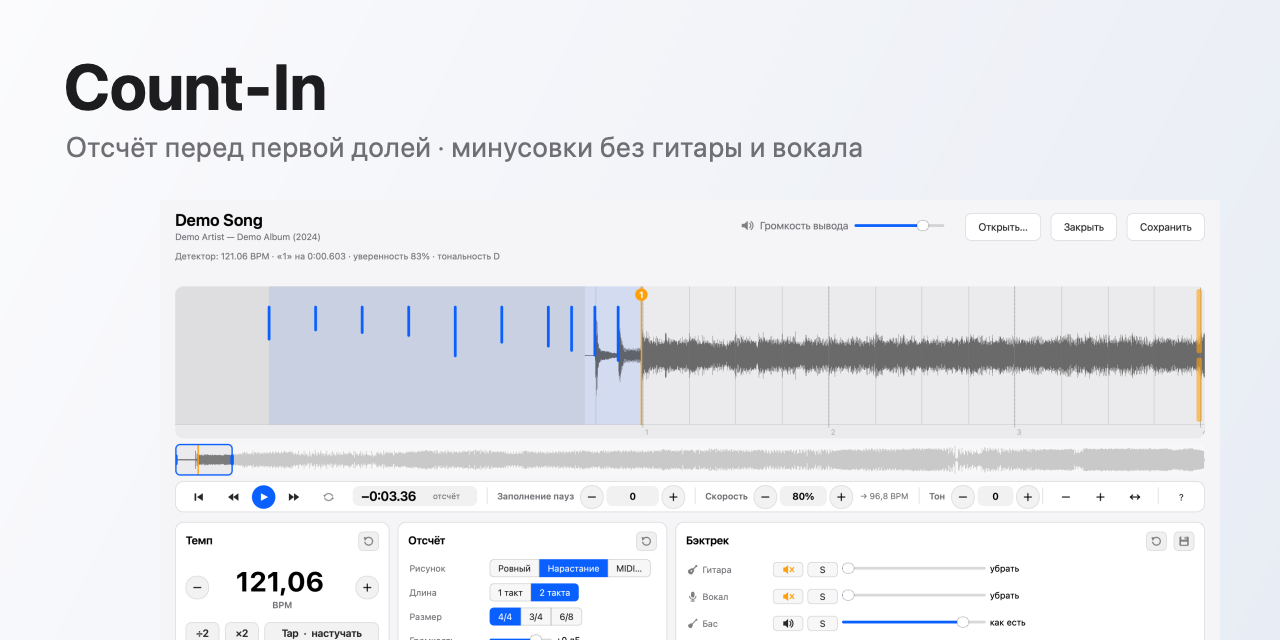 Count-In
Отсчёт перед первой долей · минусовки без гитары и вокала
Demo Song
Demo Artist — Demo Album (2024)
Детектор: 121.06 BPM · «1» на 0:00.603 · уверенность 83% · тональность D
Громкость вывода
Открыть...
Закрыть
Сохранить
1
1
2
3
−0:03.36 отсчёт
Заполнение пауз − 0 +
Скорость − 80% + → 96,8 BPM
Тон − 0 +
− + ↔ ?
Темп
− 121,06 +
BPM
÷2 ×2 Tap · настучать
Отсчёт
Рисунок Ровный Нарастание MIDI...
Длина 1 такт 2 такта
Размер 4/4 3/4 6/8
Бэктрек
Гитара S убрать
Вокал S убрать
Бас S как есть